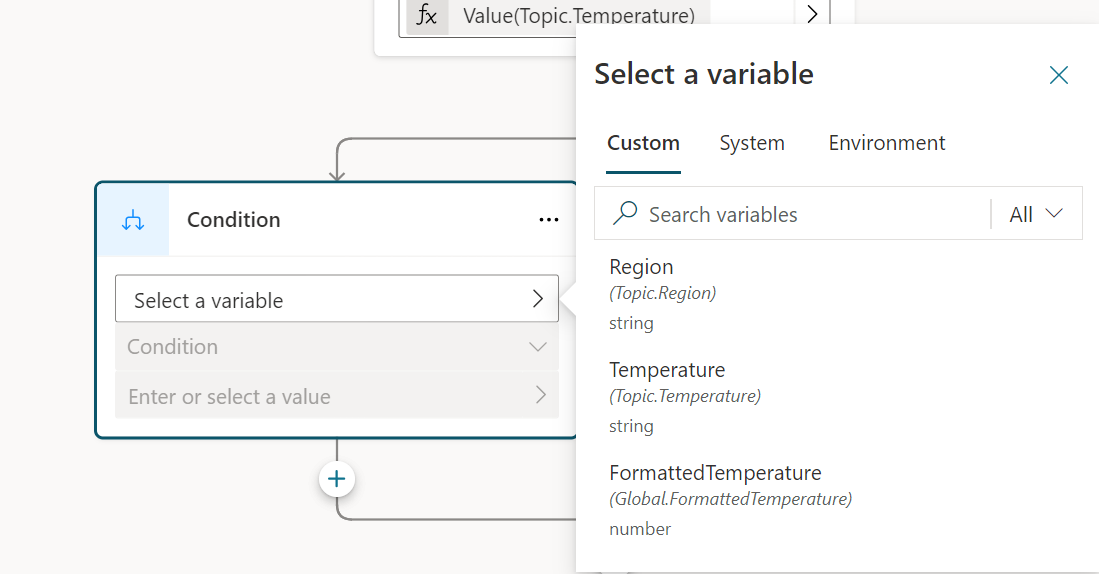 fx Value(Topic.Temperature)
Select a variable
Custom System Environment
Condition
Search variables All
Region
(Topic.Region)
string
Select a variable
Condition
Enter or select a value
Temperature
(Topic.Temperature)
string
FormattedTemperature
(Global.FormattedTemperature)
number